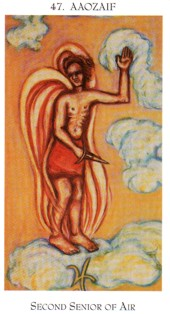 47. AAOZAIF
SECOND SENIOR OF AIR